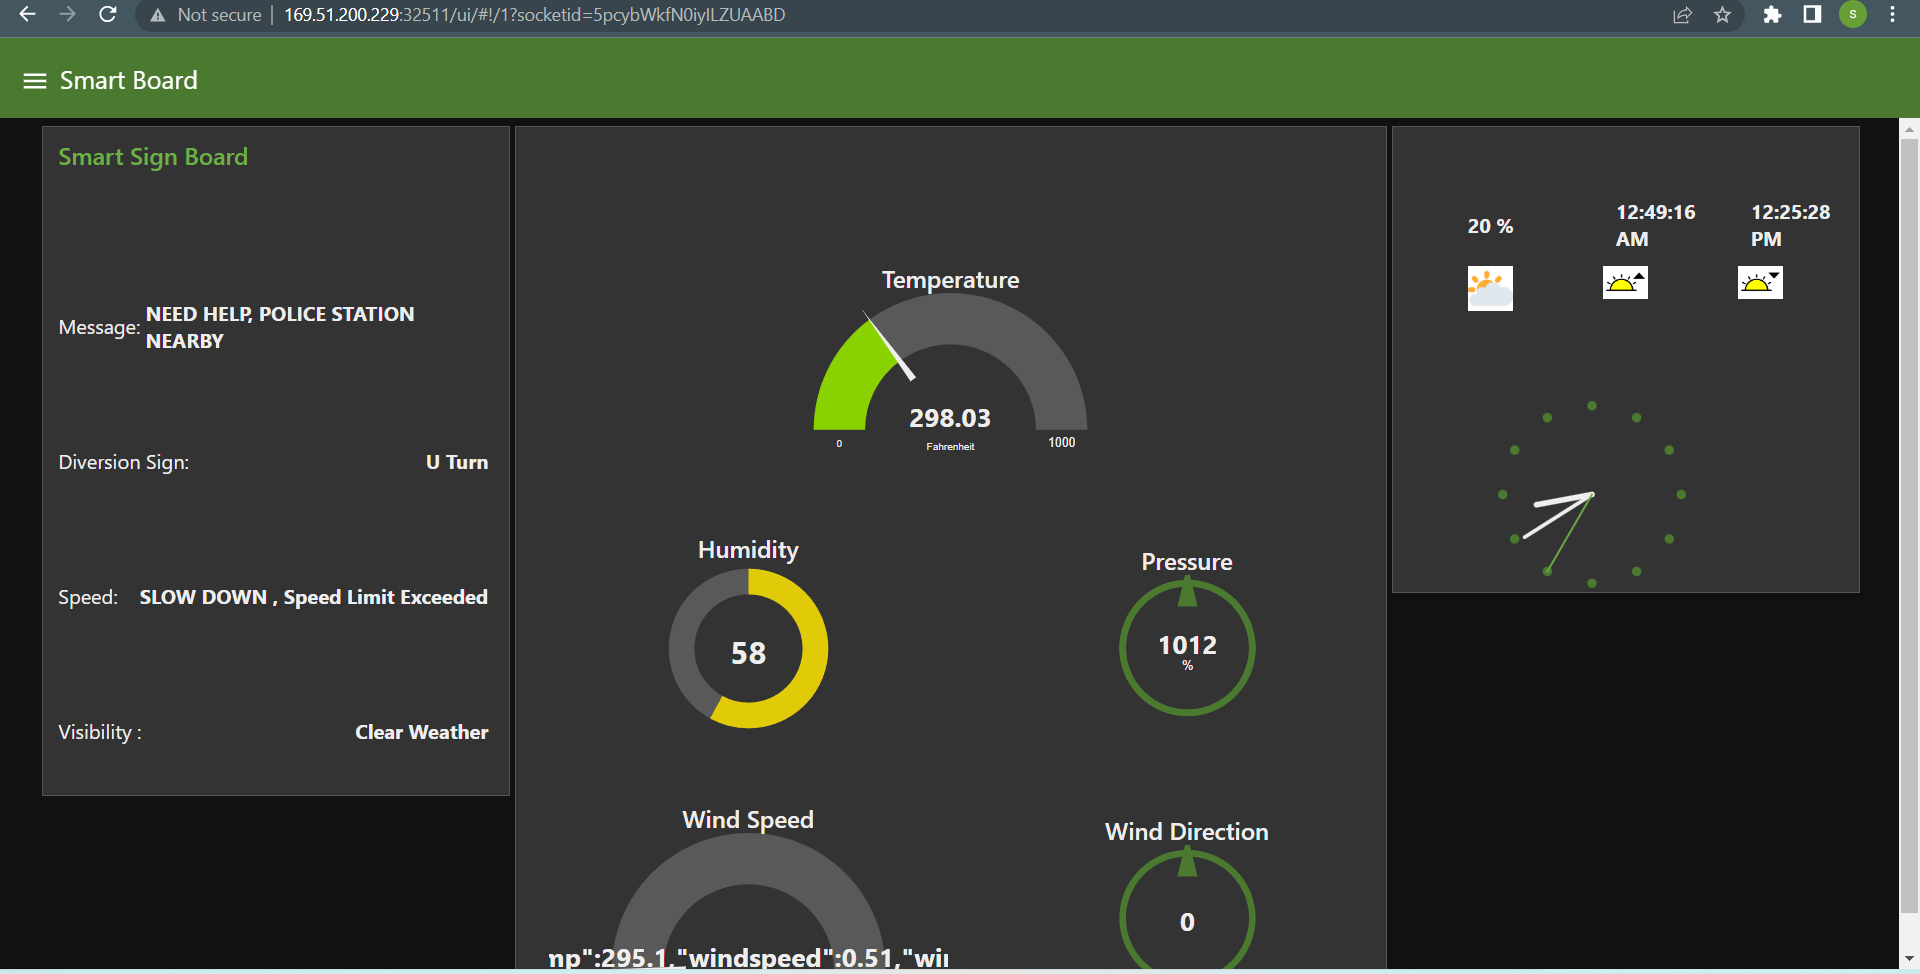 Not secure | 169.51.200.229:32511/ui/#!/1?socketid=5pcybWkfN0iyILZUAABD
S
Smart Board
Smart Sign Board
Message: NEED HELP, POLICE STATION
NEARBY
Diversion Sign: U Turn
Speed: SLOW DOWN , Speed Limit Exceeded
Visibility : Clear Weather
Temperature
298.03
Fahrenheit
0
1000
Humidity
58
Pressure
1012
%
Wind Speed
mp":295.1,"windspeed":0.51,"wi
Wind Direction
0
20 %
12:49:16
AM
12:25:28
PM